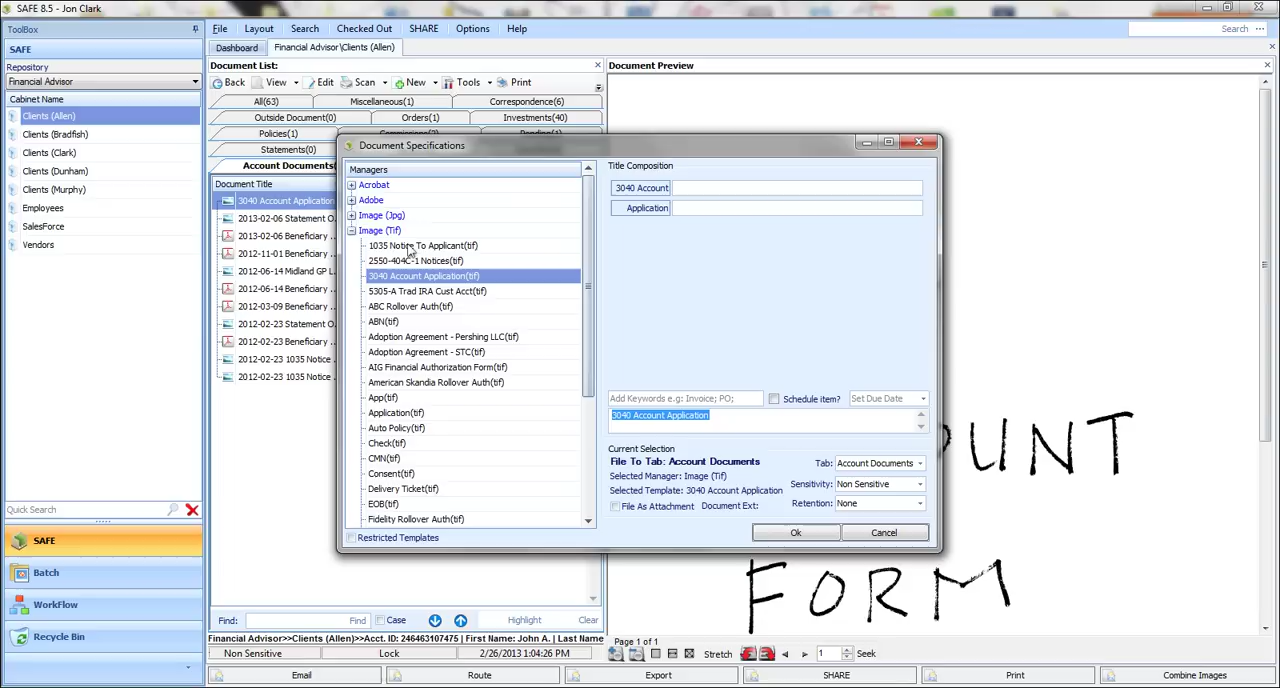 SAFE 8.5 - Jon Clark
ToolBox
SAFE
Repository
Financial Advisor
Cabinet Name
Clients (Allen)
Clients (Bradfish)
Clients (Clark)
Clients (Dunham)
Clients (Murphy)
Employees
SalesForce
Vendors
Quick Search
SAFE
Batch
WorkFlow
Recycle Bin
File Layout Search Checked Out SHARE Options Help
Search
Dashboard Financial Advisor\Clients (Allen)
Document List:
Back View Edit Scan New Tools Print
All(63) Miscellaneous(1) Correspondence(6)
Outside Document(0) Orders(1) Investments(40)
Policies(1)
Statements(0)
Account Documents
Document Title
3040 Account Application
2013-02-06 Statement O
2013-02-06 Beneficiary
2012-11-01 Beneficiary
2012-06-14 Midland GP L
2012-06-14 Beneficiary
2012-03-09 Beneficiary
2012-02-23 Statement O
2012-02-23 Beneficiary
2012-02-23 1035 Notice
2012-02-23 1035 Notice
Find: Find Case Highlight Clear
Financial Advisor>>Clients (Allen)>>Acct. ID: 246463107475 | First Name: John A. | Last Name
Non Sensitive Lock 2/26/2013 1:04:26 PM
Document Specifications
Managers
Acrobat
Adobe
Image (Jpg)
Image (Tif)
1035 Notice To Applicant(tif)
2550-404C-1 Notices(tif)
3040 Account Application(tif)
5305-A Trad IRA Cust Acct(tif)
ABC Rollover Auth(tif)
ABN(tif)
Adoption Agreement - Pershing LLC(tif)
Adoption Agreement - STC(tif)
AIG Financial Authorization Form(tif)
American Skandia Rollover Auth(tif)
App(tif)
Application(tif)
Auto Policy(tif)
Check(tif)
CMN(tif)
Consent(tif)
Delivery Ticket(tif)
EOB(tif)
Fidelity Rollover Auth(tif)
Restricted Templates
Title Composition
3040 Account
Application
Add Keywords e.g: Invoice; PO; Schedule item? Set Due Date
3040 Account Application
Current Selection
File To Tab: Account Documents Tab: Account Documents
Selected Manager: Image (Tif) Sensitivity: Non Sensitive
Selected Template: 3040 Account Application
File As Attachment Document Ext: Retention: None
Ok Cancel
Document Preview
OUNT
FORM
Page 1 of 1
Stretch 1 Seek
Email Route Export SHARE Print Combine Images